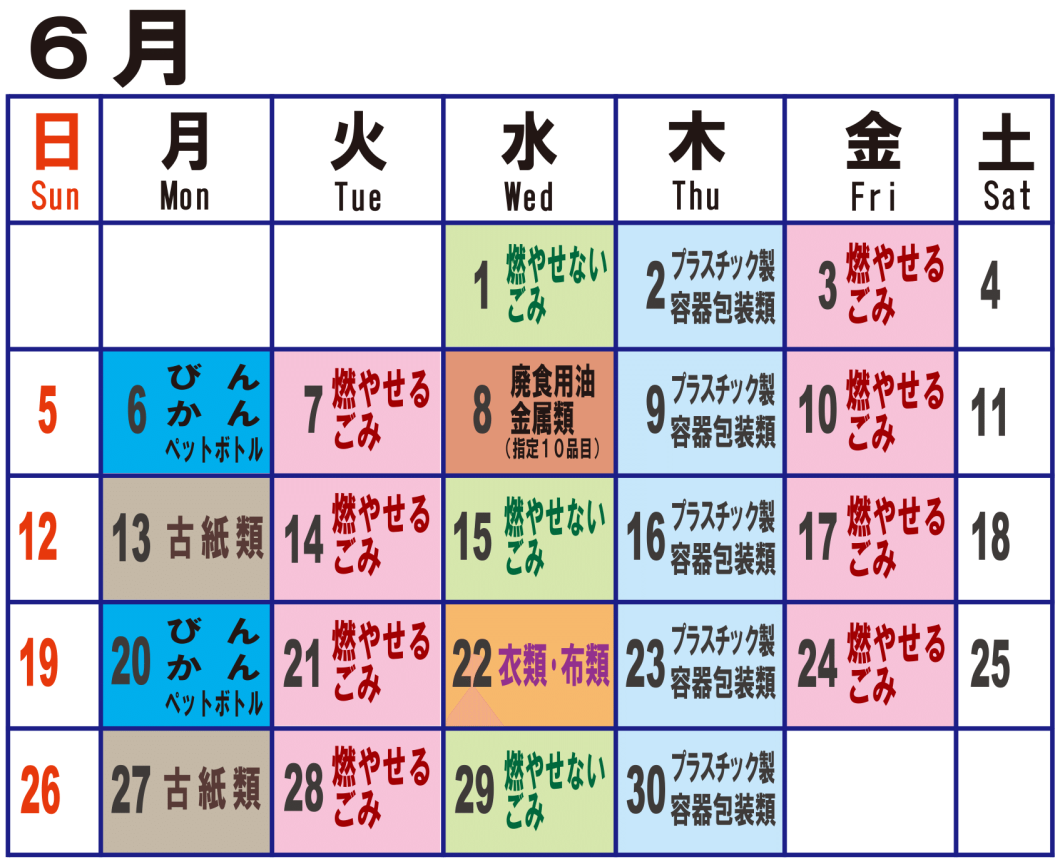 ６月
日 月 火 水 木 金 土
Sun Mon Tue Wed Thu Fri Sat
1 燃やせない
ごみ
2 プラスチック製
容器包装類
3 燃やせる
ごみ
4
5
6 びん
かん
ペットボトル
7 燃やせる
ごみ
8 廃食用油
金属類
（指定１０品目）
9 プラスチック製
容器包装類
10 燃やせる
ごみ
11
12
13 古紙類
14 燃やせる
ごみ
15 燃やせない
ごみ
16 プラスチック製
容器包装類
17 燃やせる
ごみ
18
19
20 びん
かん
ペットボトル
21 燃やせる
ごみ
22 衣類・布類
23 プラスチック製
容器包装類
24 燃やせる
ごみ
25
26
27 古紙類
28 燃やせる
ごみ
29 燃やせない
ごみ
30 プラスチック製
容器包装類